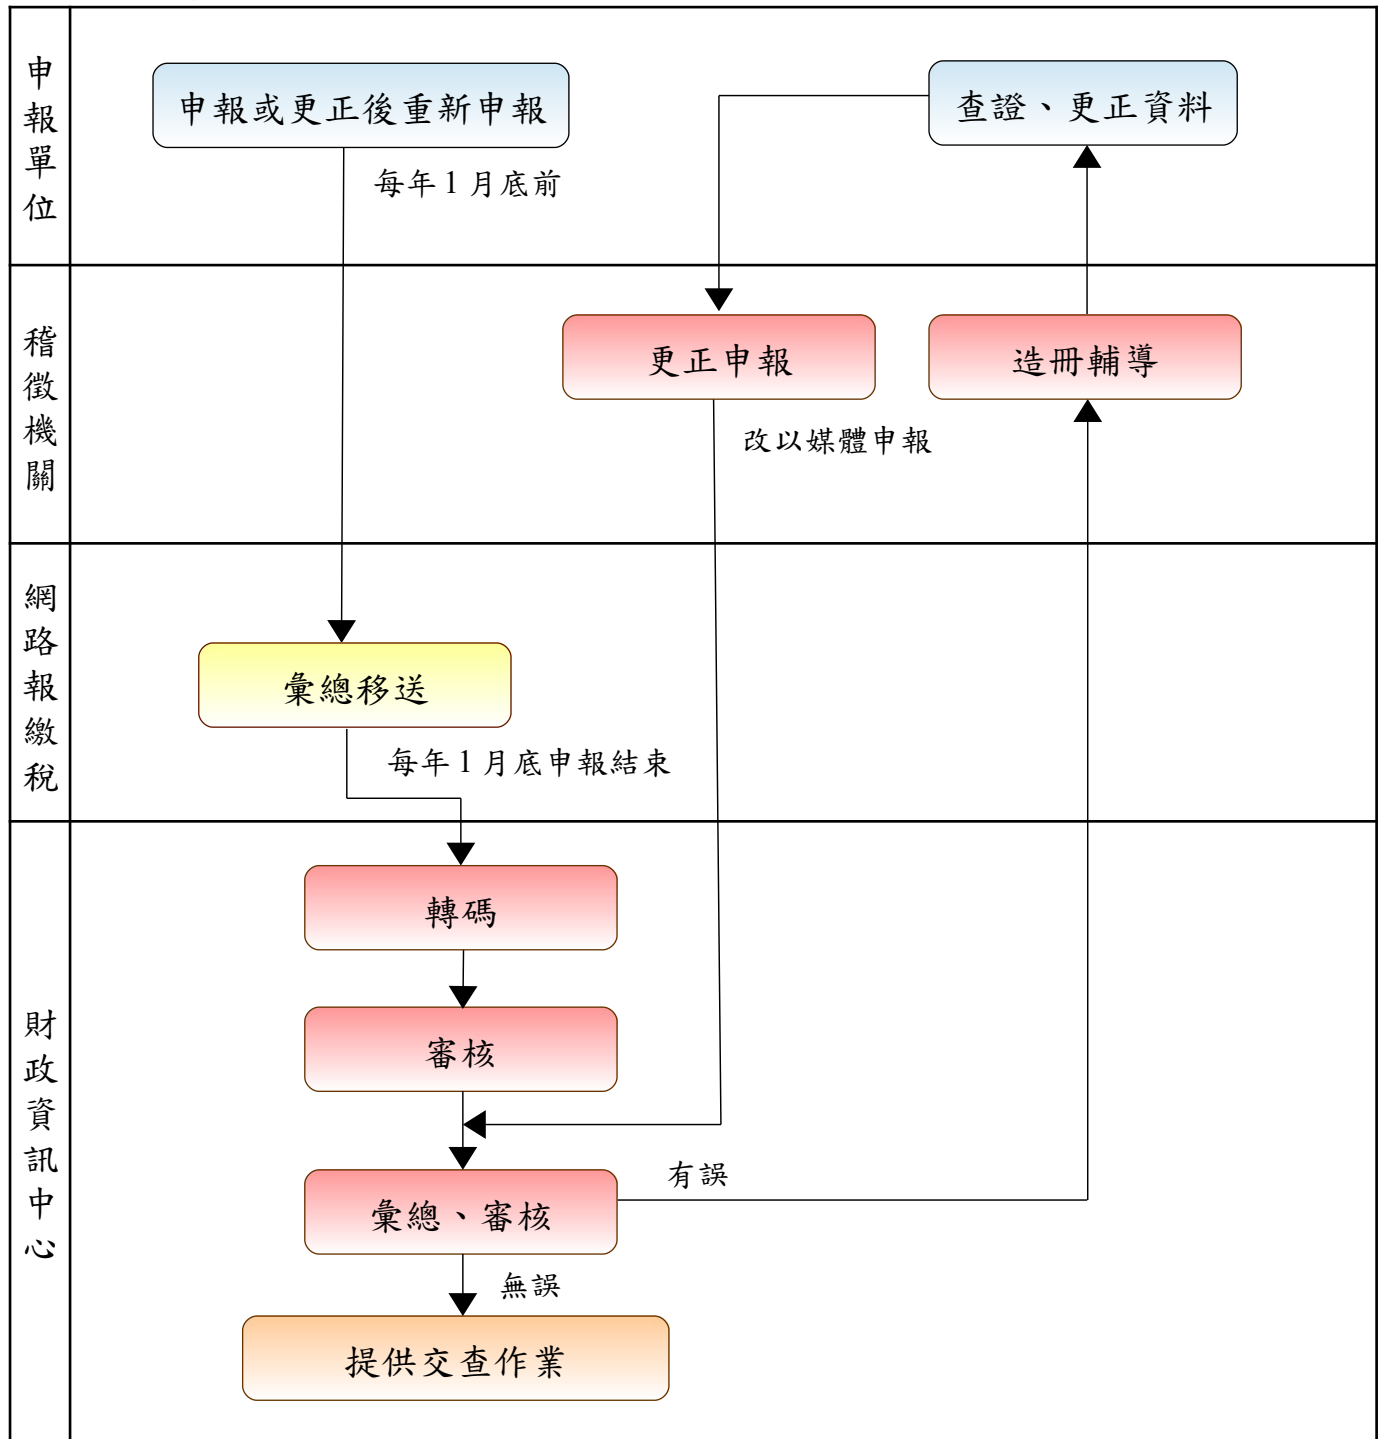 申報單位
申報或更正後重新申報
查證、更正資料
每年1月底前
稽徵機關
更正申報
造冊輔導
改以媒體申報
網路報繳稅
彙總移送
每年1月底申報結束
財政資訊中心
轉碼
審核
有誤
彙總、審核
無誤
提供交查作業